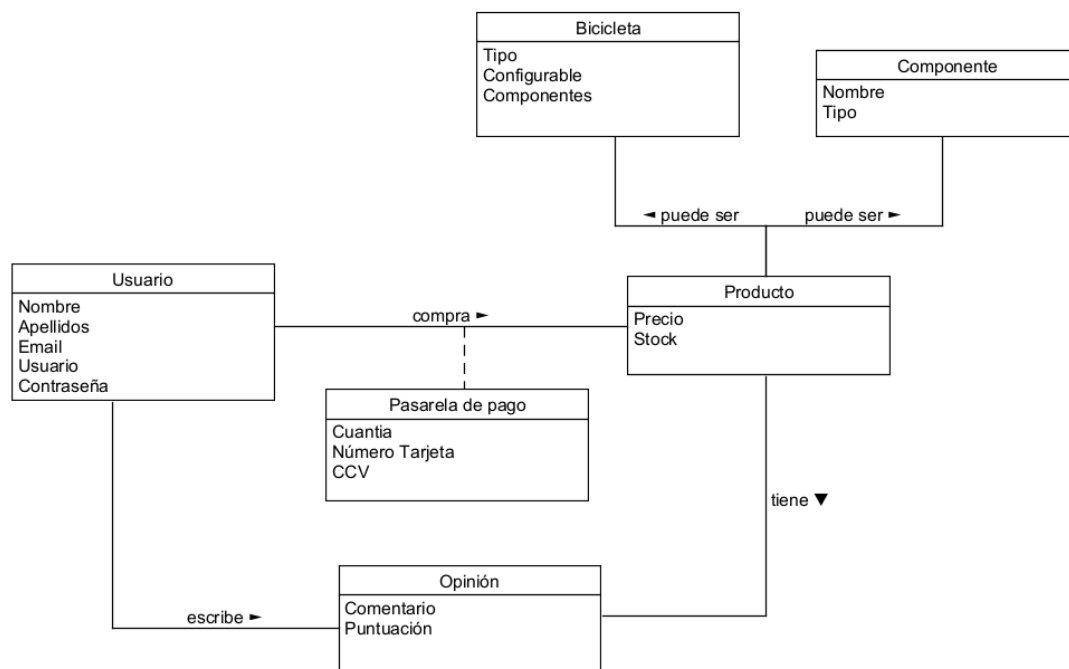 Bicicleta
Tipo
Configurable
Componentes
Componente
Nombre
Tipo
◄ puede ser
puede ser ►
Usuario
Nombre
Apellidos
Email
Usuario
Contraseña
compra ►
Producto
Precio
Stock
Pasarela de pago
Cuantia
Número Tarjeta
CCV
tiene ▼
escribe ►
Opinión
Comentario
Puntuación